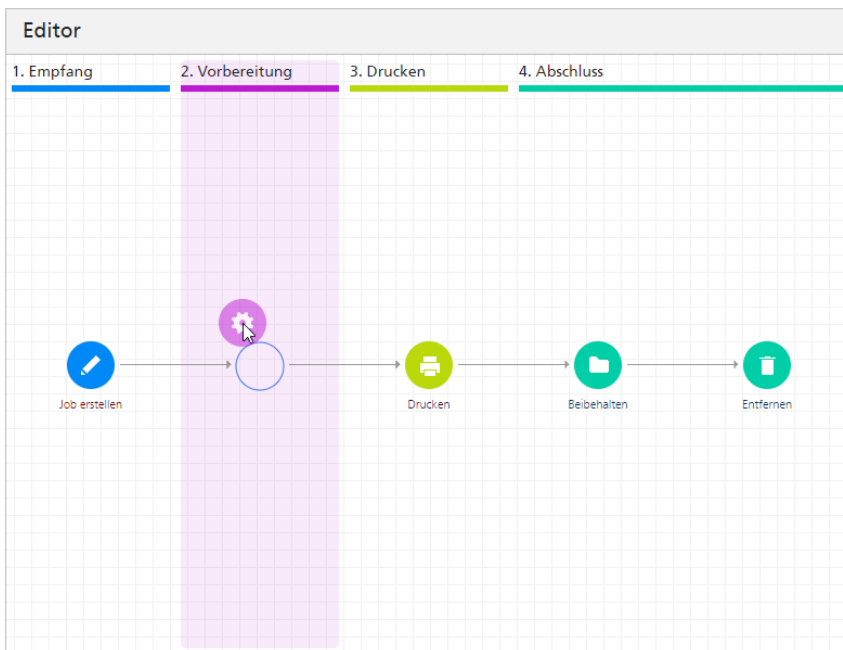 Editor
1. Empfang
2. Vorbereitung
3. Drucken
4. Abschluss
Job erstellen
Drucken
Beibehalten
Entfernen